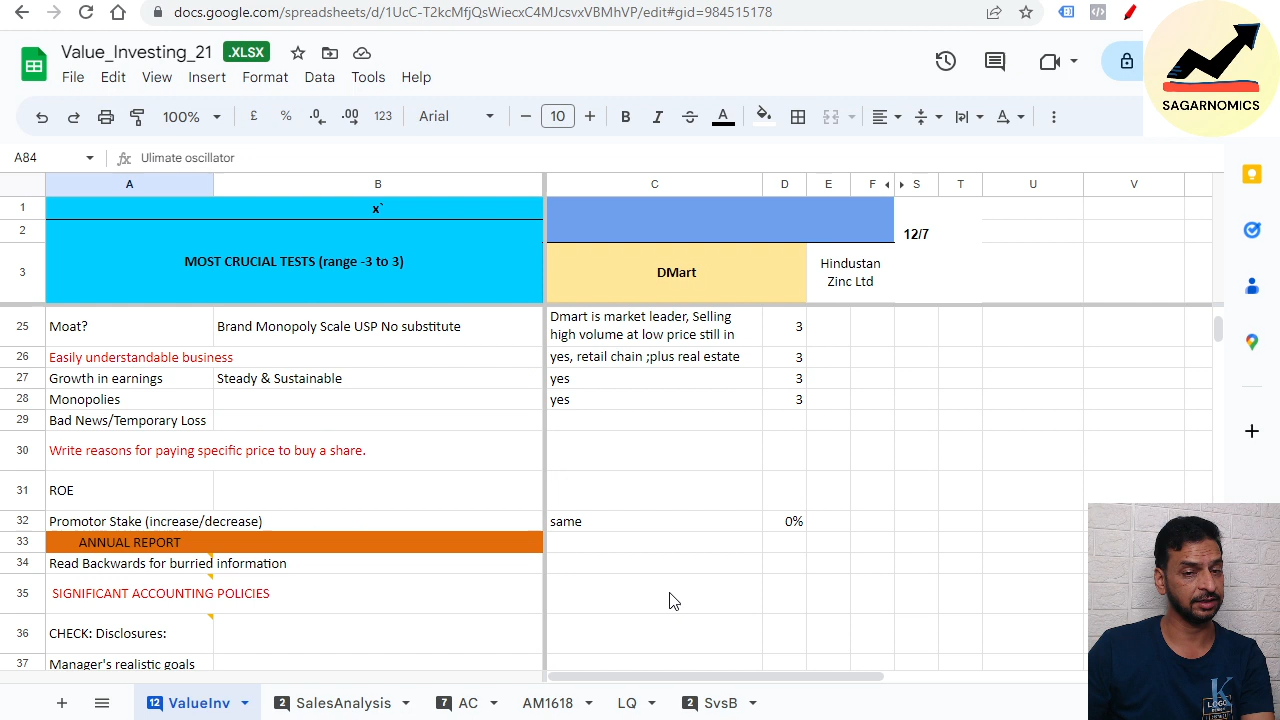 docs.google.com/spreadsheets/d/1UcC-T2kcMfjQsWiecxC4MJcsvxVBMhVP/edit#gid=984515178
Value_Investing_21 .XLSX
File Edit View Insert Format Data Tools Help
100% £ % .0 .00 123 Arial 10 B I S A
A84 fx Ulimate oscillator
SAGARNOMICS
A B C D E F S T U V
1 x`
2 12/7
3 MOST CRUCIAL TESTS (range -3 to 3) DMart Hindustan
Zinc Ltd
25 Moat? Brand Monopoly Scale USP No substitute Dmart is market leader, Selling
high volume at low price still in 3
26 Easily understandable business yes, retail chain ;plus real estate 3
27 Growth in earnings Steady & Sustainable yes 3
28 Monopolies yes 3
29 Bad News/Temporary Loss
30 Write reasons for paying specific price to buy a share.
31 ROE
32 Promotor Stake (increase/decrease) same 0%
33 ANNUAL REPORT
34 Read Backwards for burried information
35 SIGNIFICANT ACCOUNTING POLICIES
36 CHECK: Disclosures:
37 Manager's realistic goals
12 ValueInv 2 SalesAnalysis 7 AC AM1618 LQ 2 SvsB
LOGO